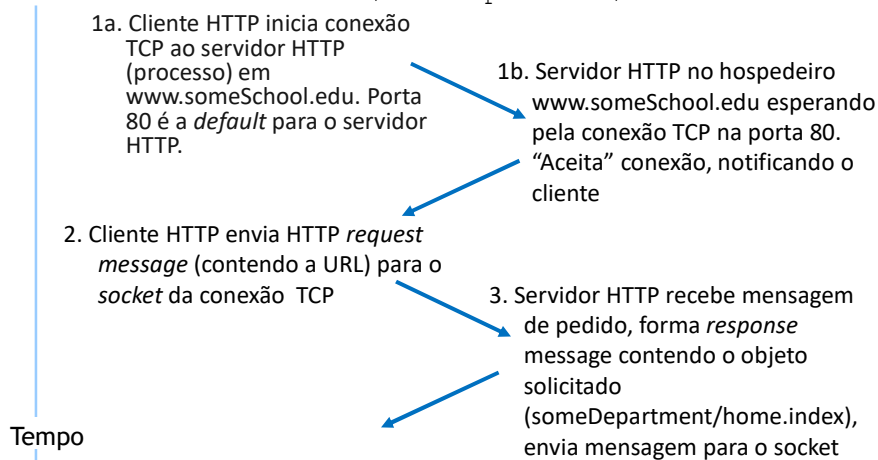 1a. Cliente HTTP inicia conexão
TCP ao servidor HTTP
(processo) em
www.someSchool.edu. Porta
80 é a default para o servidor
HTTP.
1b. Servidor HTTP no hospedeiro
www.someSchool.edu esperando
pela conexão TCP na porta 80.
“Aceita” conexão, notificando o
cliente
2. Cliente HTTP envia HTTP request
message (contendo a URL) para o
socket da conexão TCP
3. Servidor HTTP recebe mensagem
de pedido, forma response
message contendo o objeto
solicitado
(someDepartment/home.index),
envia mensagem para o socket
Tempo